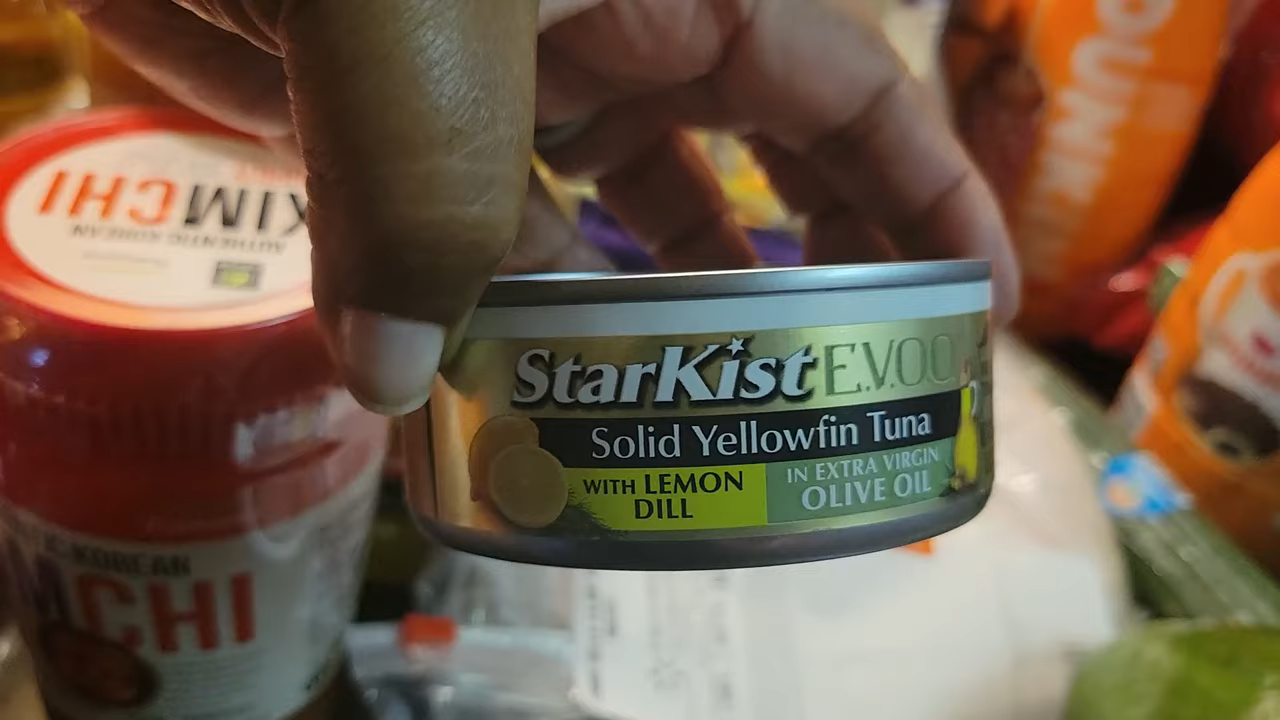 KIMCHI
AUTHENTIC KOREAN
KOREAN
CHI
StarKist E.V.O.O.
Solid Yellowfin Tuna
WITH LEMON
DILL
IN EXTRA VIRGIN
OLIVE OIL